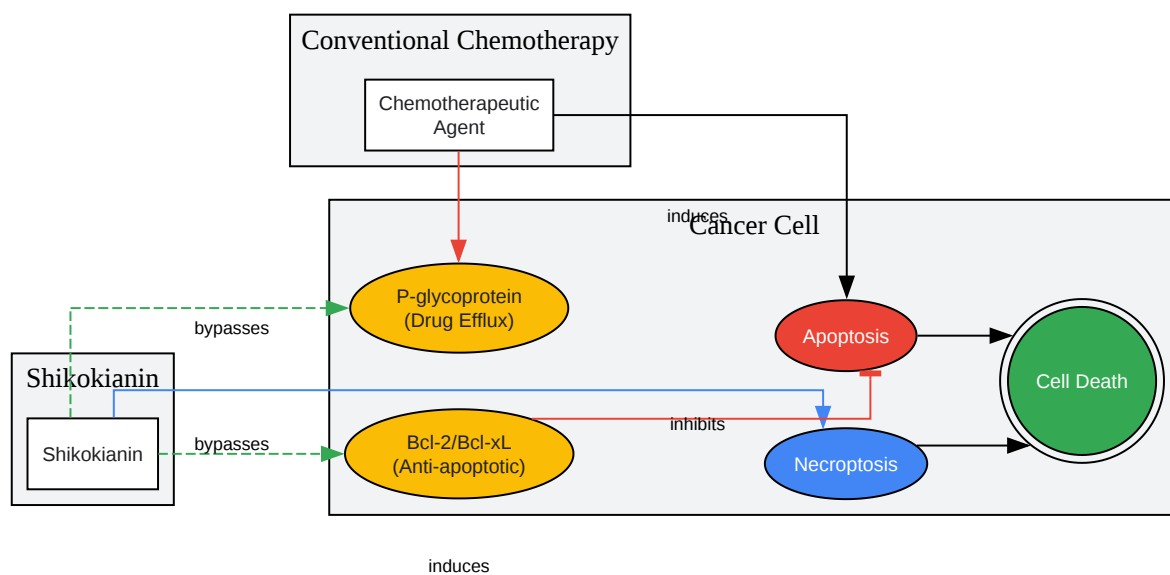 Conventional Chemotherapy
Chemotherapeutic
Agent
induces
Cancer Cell
P-glycoprotein
(Drug Efflux)
bypasses
Apoptosis
Shikokianin
Cell Death
Shikokianin
bypasses
Bcl-2/Bcl-xL
(Anti-apoptotic)
inhibits
Necroptosis
induces